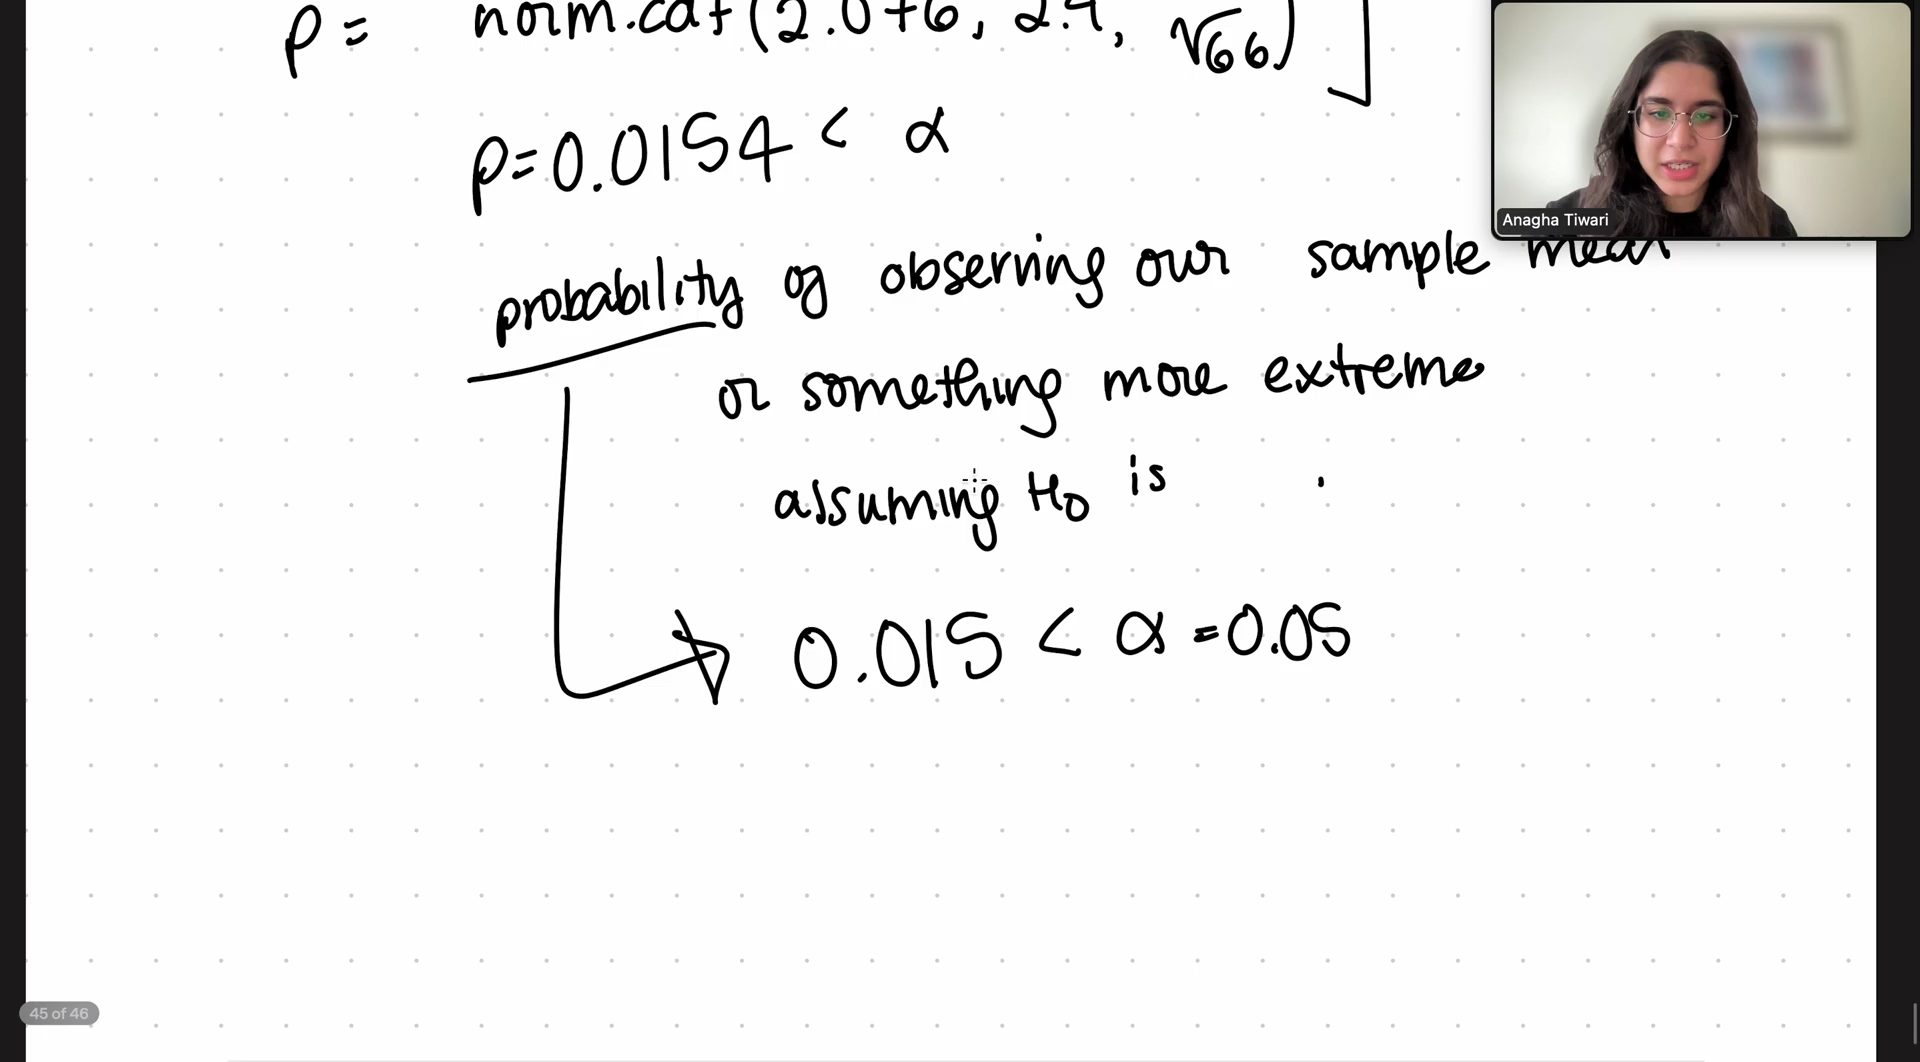 p = norm.cdf(2.076, 2.4, √66)]
p=0.0154 < α
Anagha Tiwari
probability of observing our sample mean
or something more extreme
assuming H0 is .
0.015 < α = 0.05
45 of 46